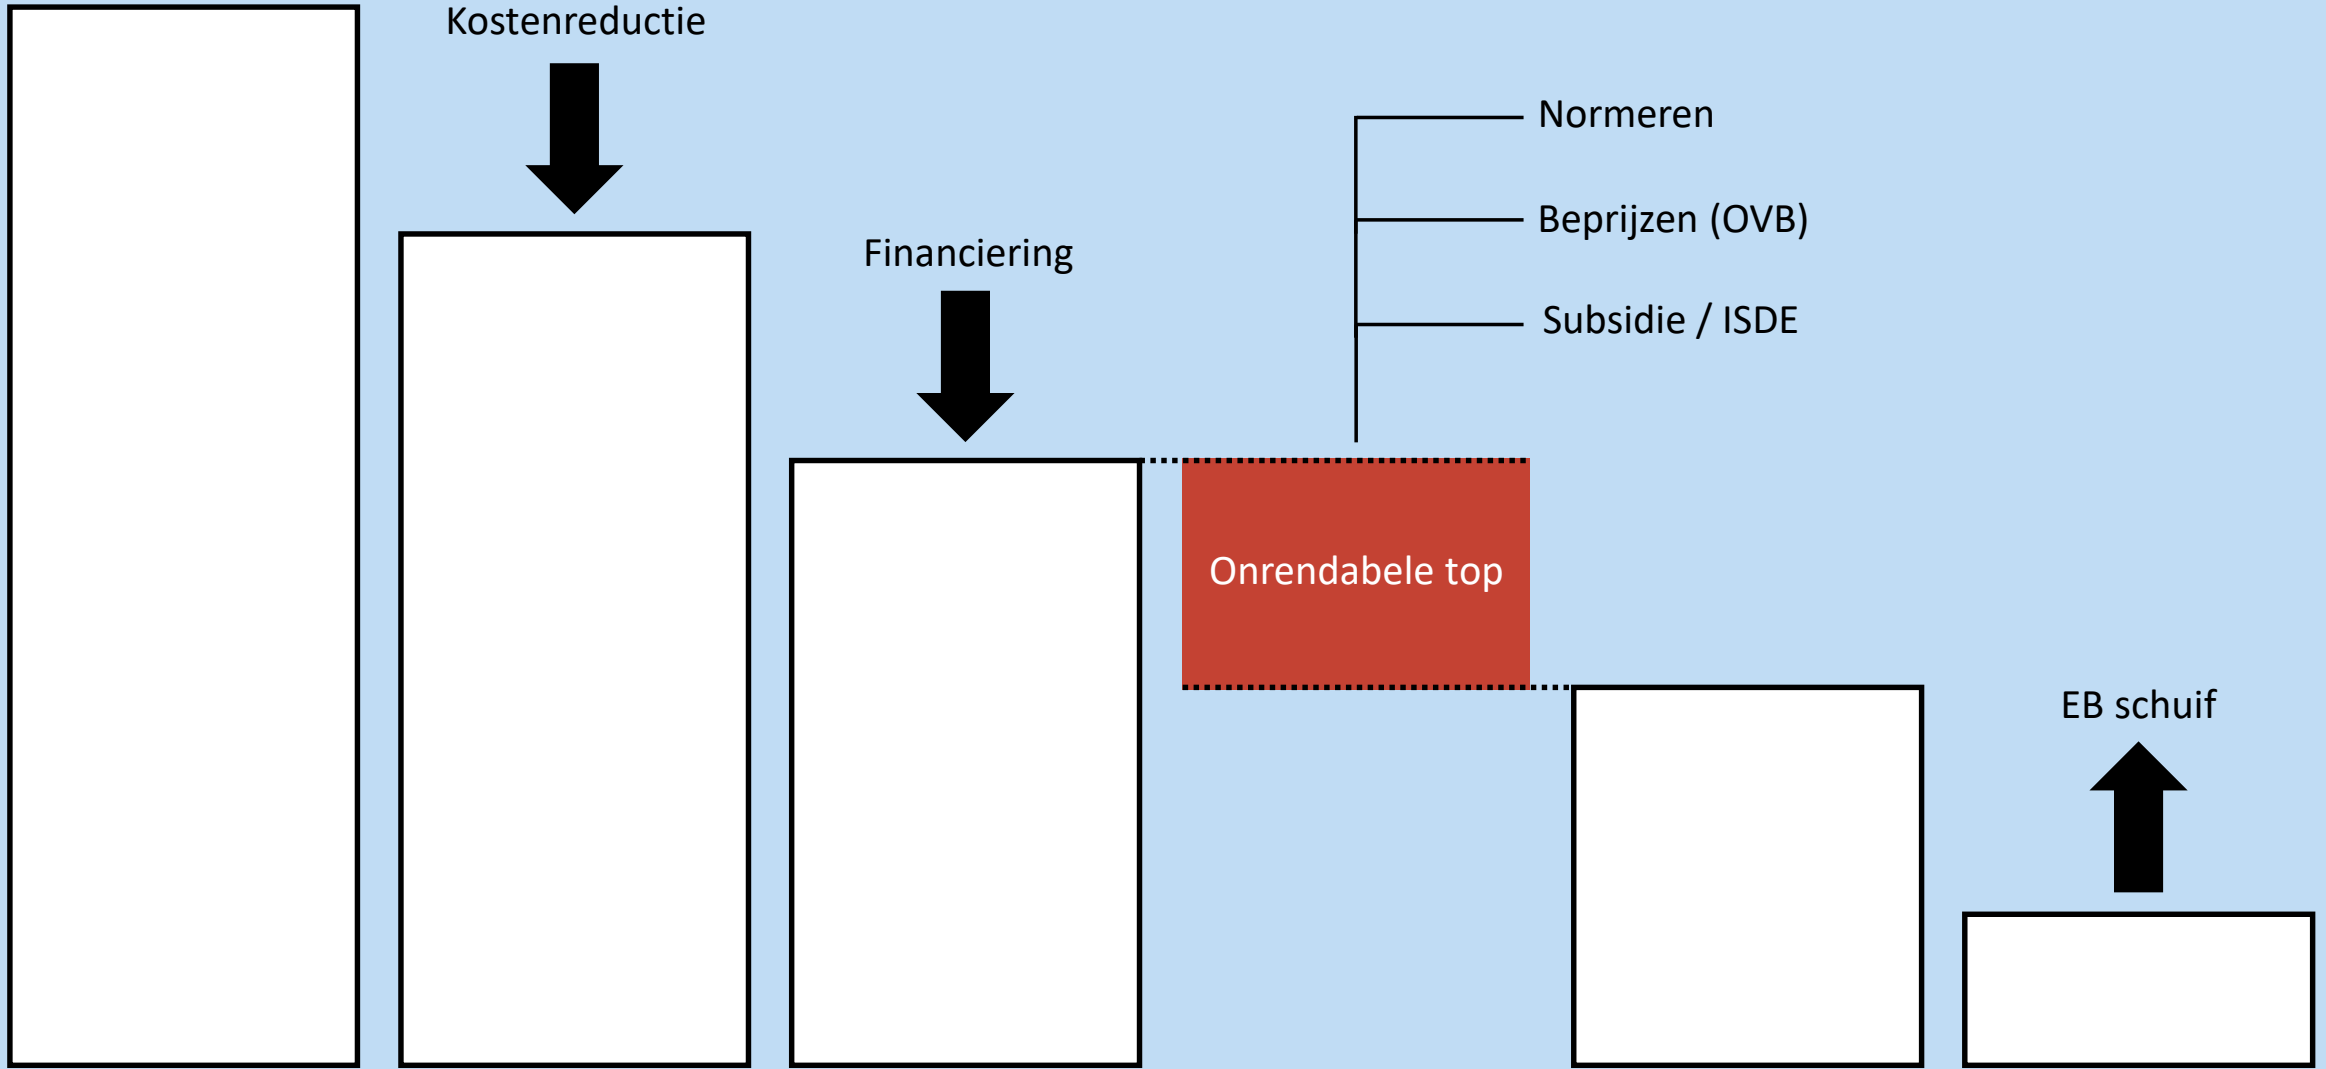 Kostenreductie
Financiering
Normeren
Beprijzen (OVB)
Subsidie / ISDE
Onrendabele top
EB schuif